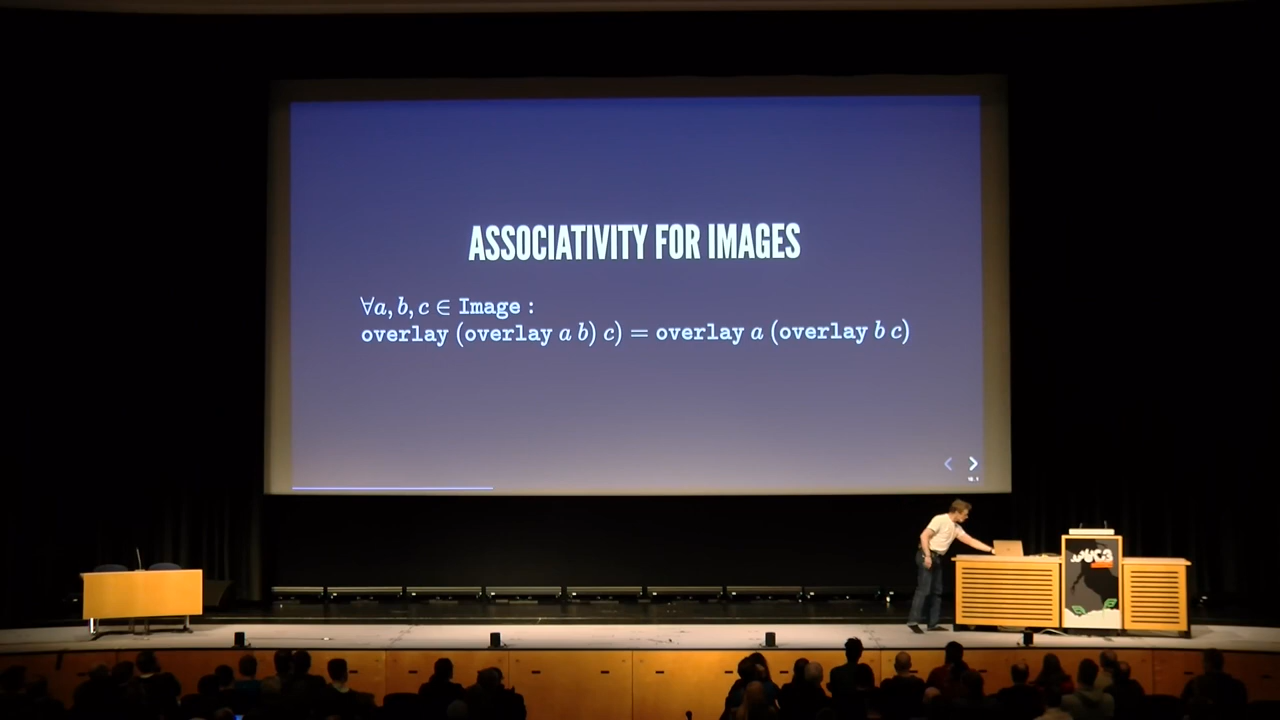 ASSOCIATIVITY FOR IMAGES
∀a, b, c ∈ Image :
overlay (overlay a b) c) = overlay a (overlay b c)